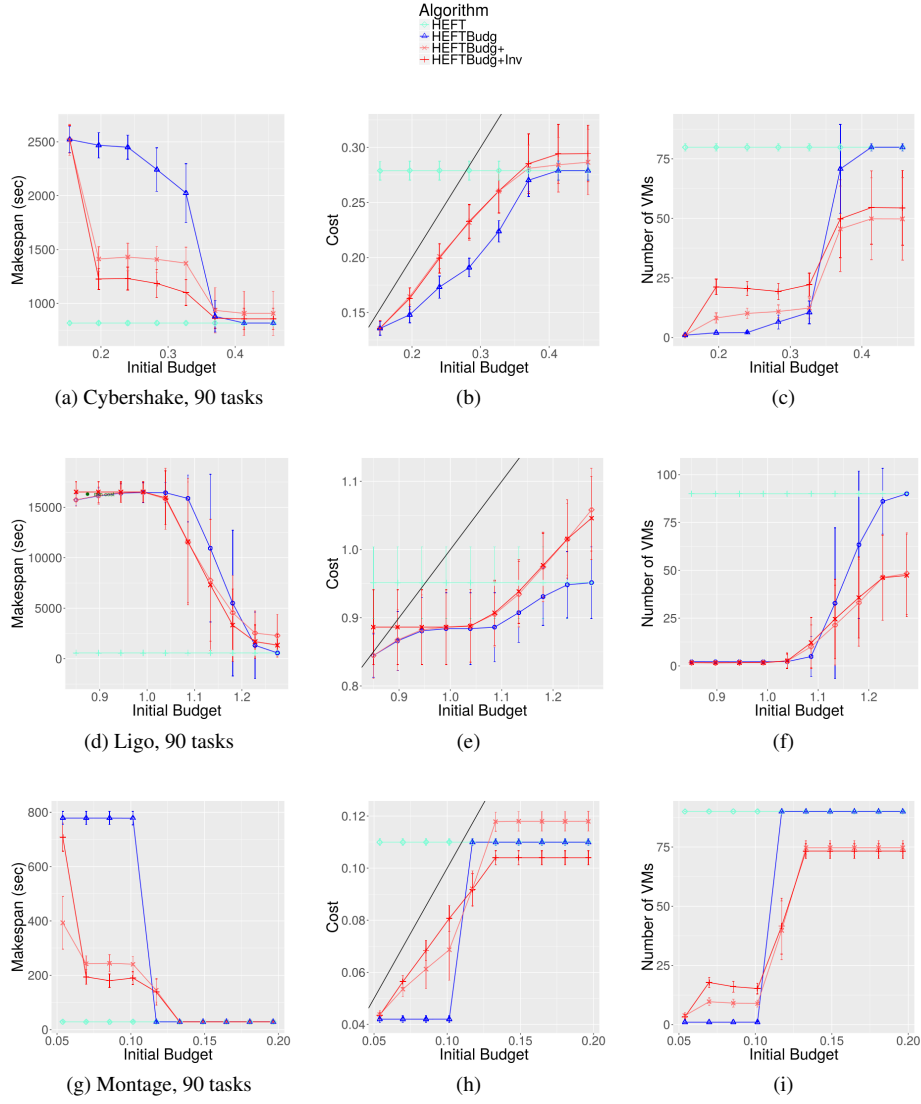 Algorithm
HEFT
HEFTBudg
HEFTBudg+
HEFTBudg+Inv
Makespan (sec)
2500
2000
1500
1000
0.2 0.3 0.4
Initial Budget
(a) Cybershake, 90 tasks
Cost
0.30
0.25
0.20
0.15
0.2 0.3 0.4
Initial Budget
(b)
Number of VMs
75
50
25
0
0.2 0.3 0.4
Initial Budget
(c)
Makespan (sec)
15000
10000
5000
0
0.9 1.0 1.1 1.2
Initial Budget
(d) Ligo, 90 tasks
Cost
1.1
1.0
0.9
0.8
0.9 1.0 1.1 1.2
Initial Budget
(e)
Number of VMs
100
75
50
25
0
0.9 1.0 1.1 1.2
Initial Budget
(f)
Makespan (sec)
800
600
400
200
0
0.05 0.10 0.15 0.20
Initial Budget
(g) Montage, 90 tasks
Cost
0.12
0.10
0.08
0.06
0.04
0.05 0.10 0.15 0.20
Initial Budget
(h)
Number of VMs
75
50
25
0
0.05 0.10 0.15 0.20
Initial Budget
(i)